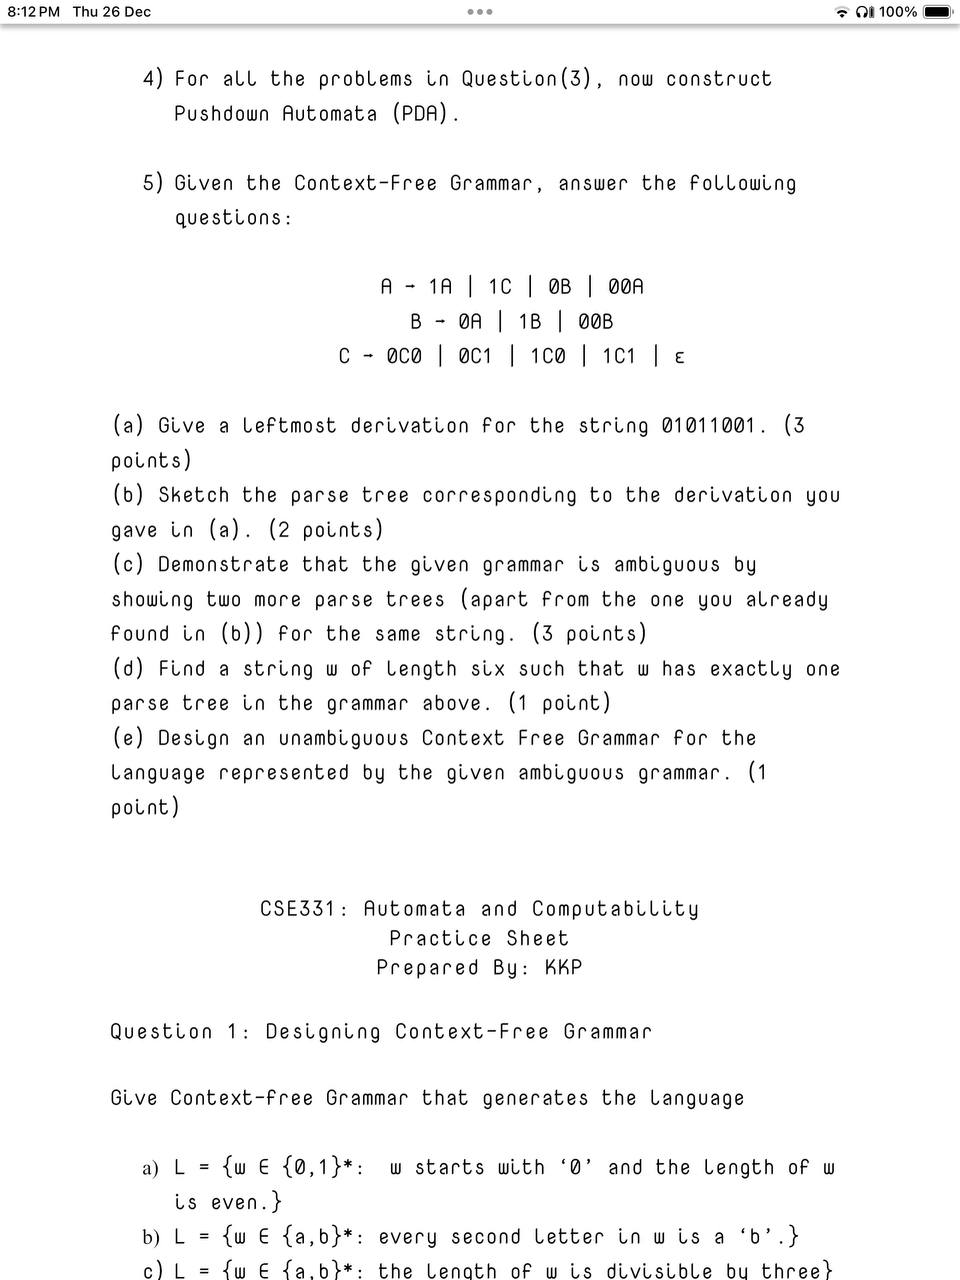 8:12 PM Thu 26 Dec
100%
4) For all the problems in Question(3), now construct
Pushdown Automata (PDA).
5) Given the Context-Free Grammar, answer the following
questions:
A → 1A | 1C | 0B | 00A
B → 0A | 1B | 00B
C → 0C0 | 0C1 | 1C0 | 1C1 | ε
(a) Give a leftmost derivation for the string 01011001. (3
points)
(b) Sketch the parse tree corresponding to the derivation you
gave in (a). (2 points)
(c) Demonstrate that the given grammar is ambiguous by
showing two more parse trees (apart from the one you already
found in (b)) for the same string. (3 points)
(d) Find a string w of length six such that w has exactly one
parse tree in the grammar above. (1 point)
(e) Design an unambiguous Context Free Grammar for the
language represented by the given ambiguous grammar. (1
point)
CSE331: Automata and Computability
Practice Sheet
Prepared By: KKP
Question 1: Designing Context-Free Grammar
Give Context-free Grammar that generates the language
a) L = {w ∈ {0,1}*: w starts with ‘0’ and the length of w
is even.}
b) L = {w ∈ {a,b}*: every second letter in w is a ‘b’.}
c) L = {w ∈ {a,b}*: the length of w is divisible by three}